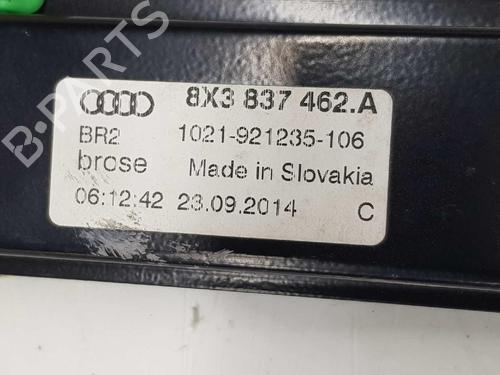 B-PARTS
8X3 837 462.A
BR2 1021-921235-106
brose Made in Slovakia
06:12:42 23.09.2014 C